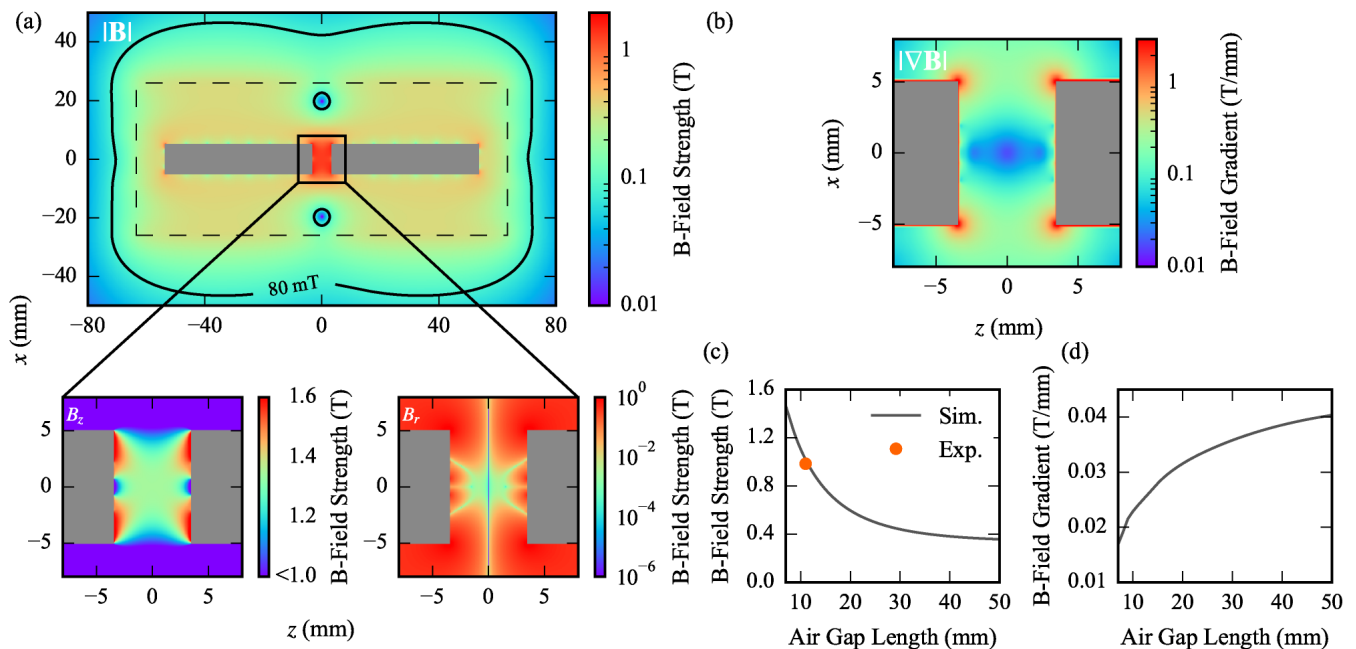 (a)
|B|
40
20
0
−20
−40
−80
−40
0
40
80
80 mT
x (mm)
1
0.1
0.01
B-Field Strength (T)
(b)
|∇B|
5
0
−5
−5
0
5
x (mm)
z (mm)
1
0.1
0.01
B-Field Gradient (T/mm)
B_z
5
0
−5
−5
0
5
1.6
1.4
1.2
<1.0
B-Field Strength (T)
B_r
5
0
−5
−5
0
5
10^0
10^−2
10^−4
10^−6
B-Field Strength (T)
z (mm)
(c)
1.6
1.2
0.8
0.4
0.0
B-Field Strength (T)
Sim.
Exp.
10 20 30 40 50
Air Gap Length (mm)
(d)
0.04
0.03
0.02
0.01
B-Field Gradient (T/mm)
10 20 30 40 50
Air Gap Length (mm)